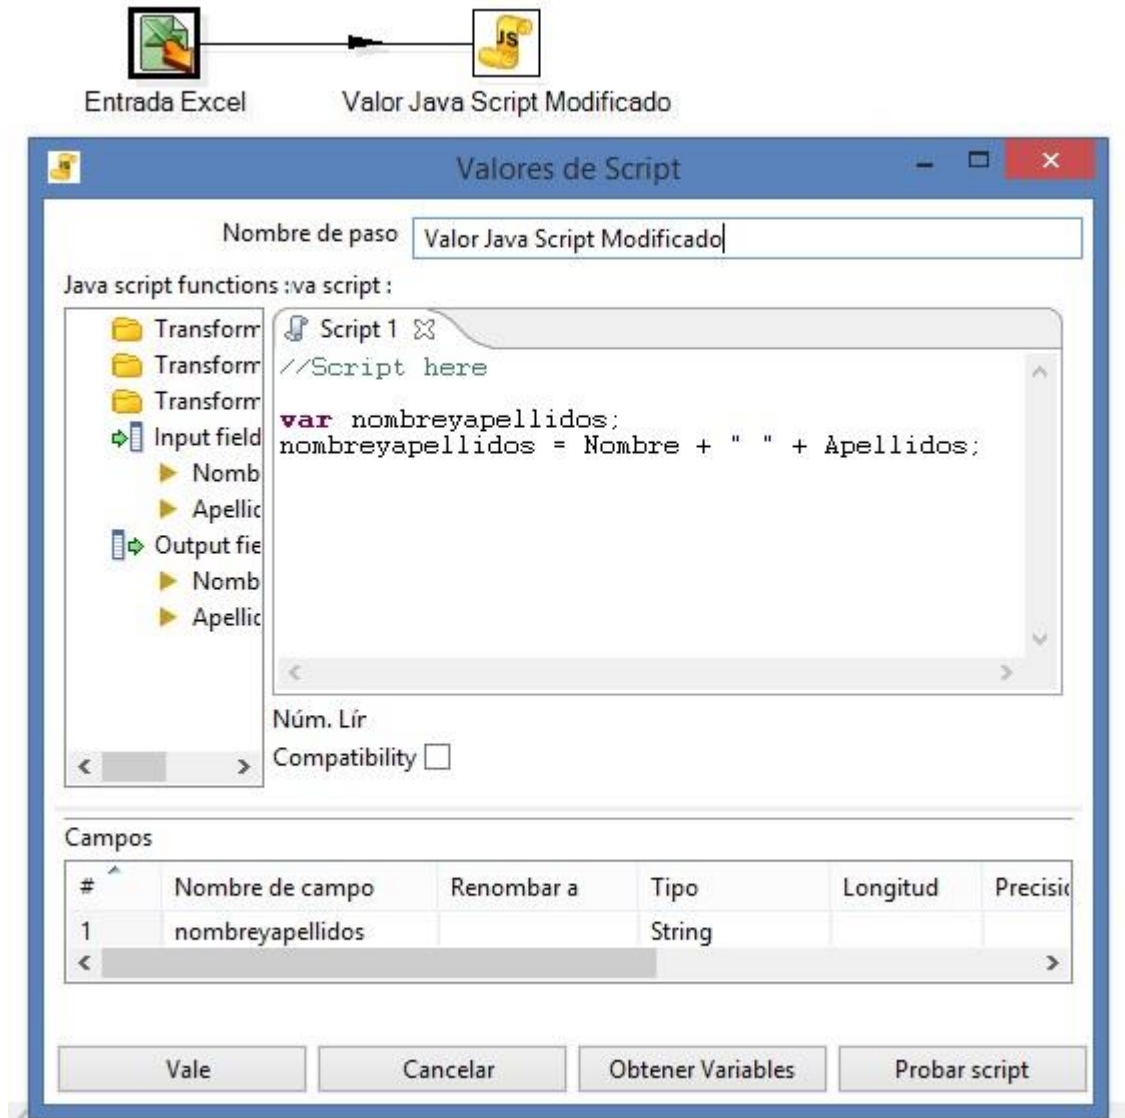 JS
Entrada Excel
Valor Java Script Modificado
Valores de Script
Nombre de paso
Valor Java Script Modificado
Java script functions :va script :
Transform
Transform
Transform
Input field
Nomb
Apellic
Output fie
Nomb
Apellic
Script 1
//Script here
var nombreyapellidos;
nombreyapellidos = Nombre + " " + Apellidos;
Núm. Lír
Compatibility
Campos
# Nombre de campo Renombar a Tipo Longitud Precisic
1 nombreyapellidos String
Vale Cancelar Obtener Variables Probar script